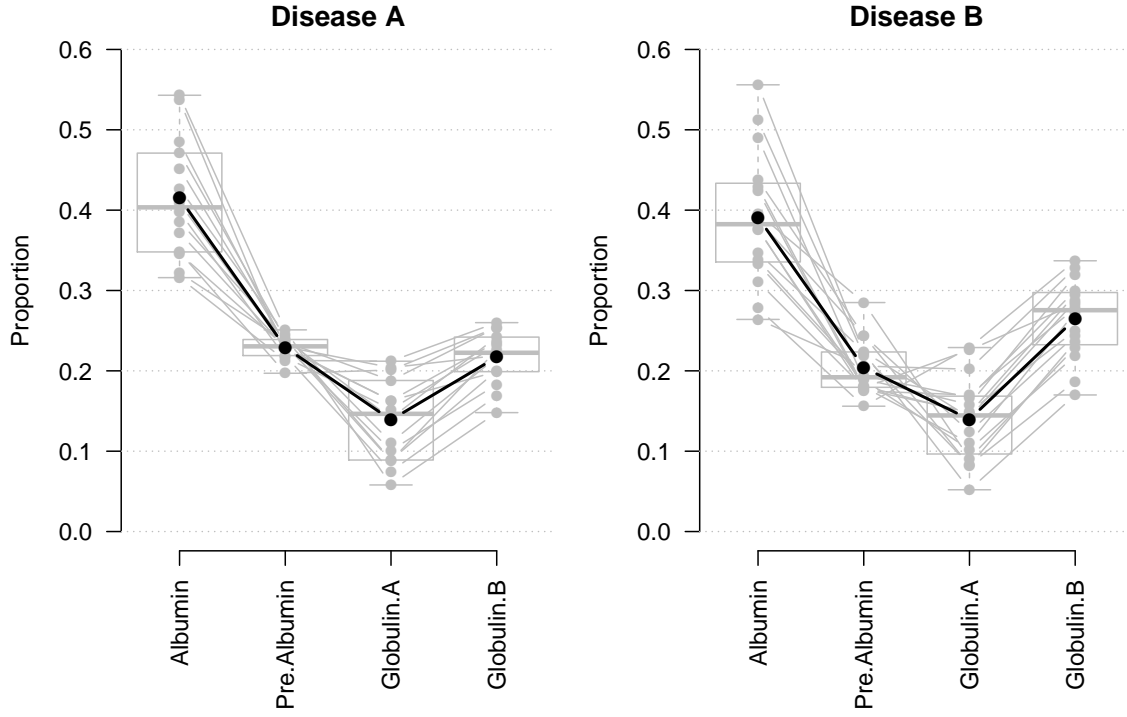 Disease A
Proportion
0.6
0.5
0.4
0.3
0.2
0.1
0.0
Albumin
Pre.Albumin
Globulin.A
Globulin.B
Disease B
Proportion
0.6
0.5
0.4
0.3
0.2
0.1
0.0
Albumin
Pre.Albumin
Globulin.A
Globulin.B